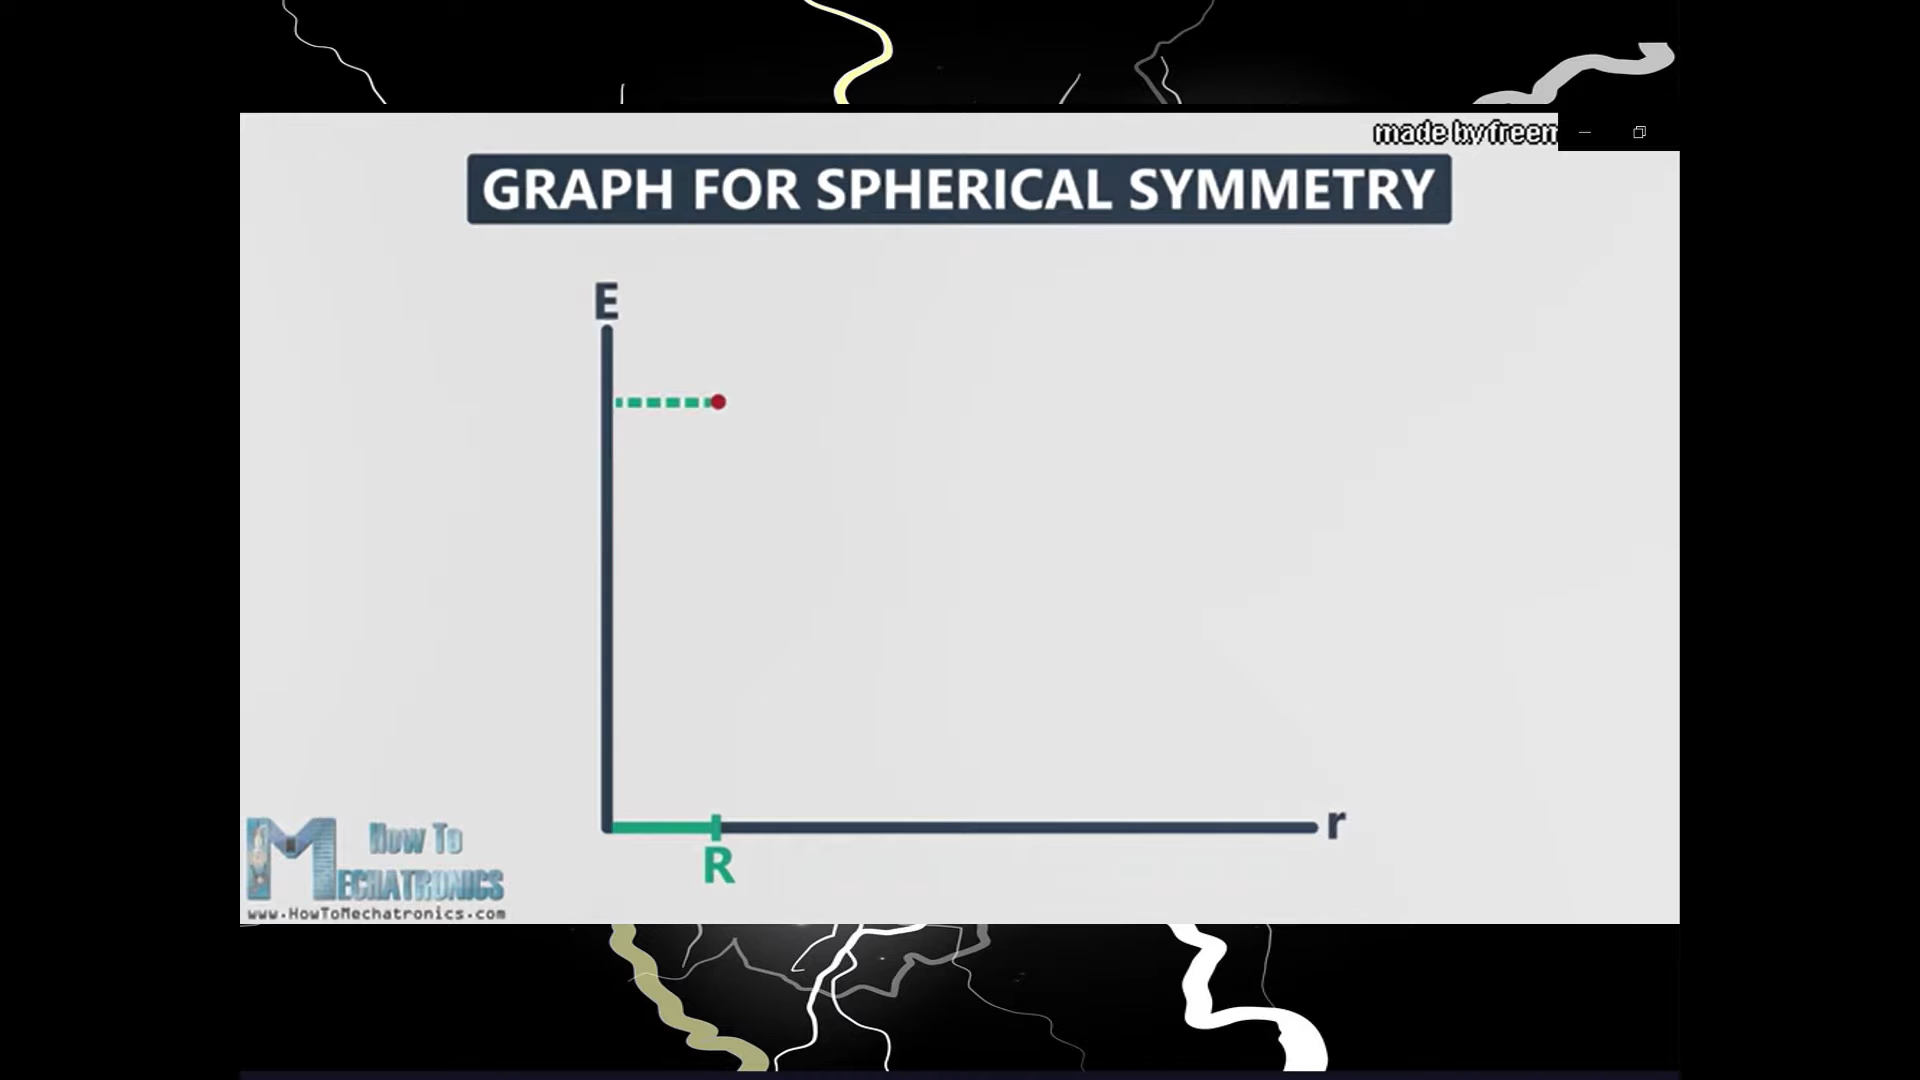 made by freem
GRAPH FOR SPHERICAL SYMMETRY
E
r
R
How To
MECHATRONICS
www.HowToMechatronics.com